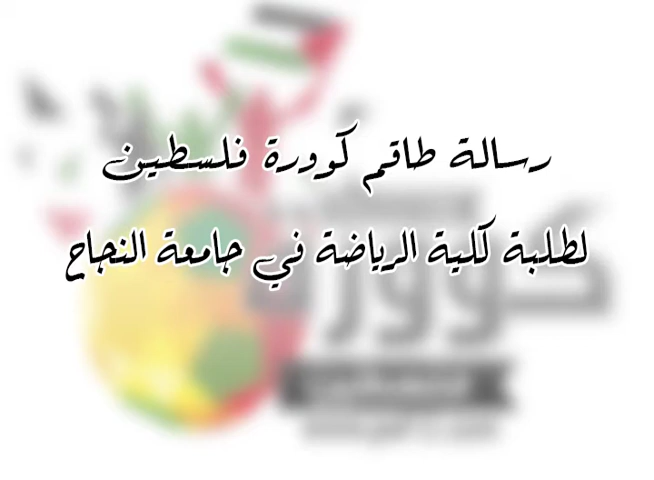 رسالة طاقم كوورة فلسطين
لطلبة كلية الرياضة في جامعة النجاح